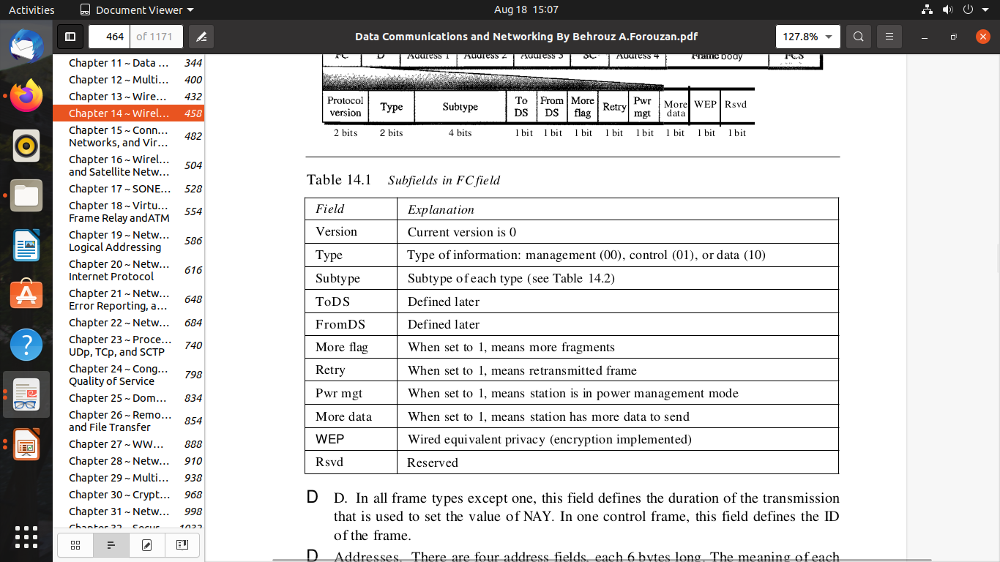 Activities
Document Viewer
Aug 18 15:07
464
of 1171
Data Communications and Networking By Behrouz A.Forouzan.pdf
127.8%
Chapter 11 ~ Data ... 344
Chapter 12 ~ Multi... 400
Chapter 13 ~ Wire... 432
Chapter 14 ~ Wirel... 458
Chapter 15 ~ Conn...
Networks, and Vir... 482
Chapter 16 ~ Wirel...
and Satellite Netw... 504
Chapter 17 ~ SONE... 528
Chapter 18 ~ Virtu...
Frame Relay andATM 554
Chapter 19 ~ Netw...
Logical Addressing 586
Chapter 20 ~ Netw...
Internet Protocol 616
Chapter 21 ~ Netw...
Error Reporting, a... 648
Chapter 22 ~ Netw... 684
Chapter 23 ~ Proce...
UDp, TCp, and SCTP 740
Chapter 24 ~ Cong...
Quality of Service 798
Chapter 25 ~ Dom... 834
Chapter 26 ~ Remo...
and File Transfer 854
Chapter 27 ~ WW... 888
Chapter 28 ~ Netw... 910
Chapter 29 ~ Multi... 938
Chapter 30 ~ Crypt... 968
Chapter 31 ~ Netw... 998
Chapter 32 ~ Secur... 1032
FC D Address 1 Address 2 Address 3 SC Address 4 Frame body FCS
Protocol version
Type
Subtype
To DS
From DS
More flag
Retry
Pwr mgt
More data
WEP
Rsvd
2 bits 2 bits 4 bits 1 bit 1 bit 1 bit 1 bit 1 bit 1 bit 1 bit 1 bit
Table 14.1 Subfields in FC field
Field Explanation
Version Current version is 0
Type Type of information: management (00), control (01), or data (10)
Subtype Subtype of each type (see Table 14.2)
ToDS Defined later
FromDS Defined later
More flag When set to 1, means more fragments
Retry When set to 1, means retransmitted frame
Pwr mgt When set to 1, means station is in power management mode
More data When set to 1, means station has more data to send
WEP Wired equivalent privacy (encryption implemented)
Rsvd Reserved
D D. In all frame types except one, this field defines the duration of the transmission
that is used to set the value of NAY. In one control frame, this field defines the ID
of the frame.
D Addresses. There are four address fields, each 6 bytes long. The meaning of each